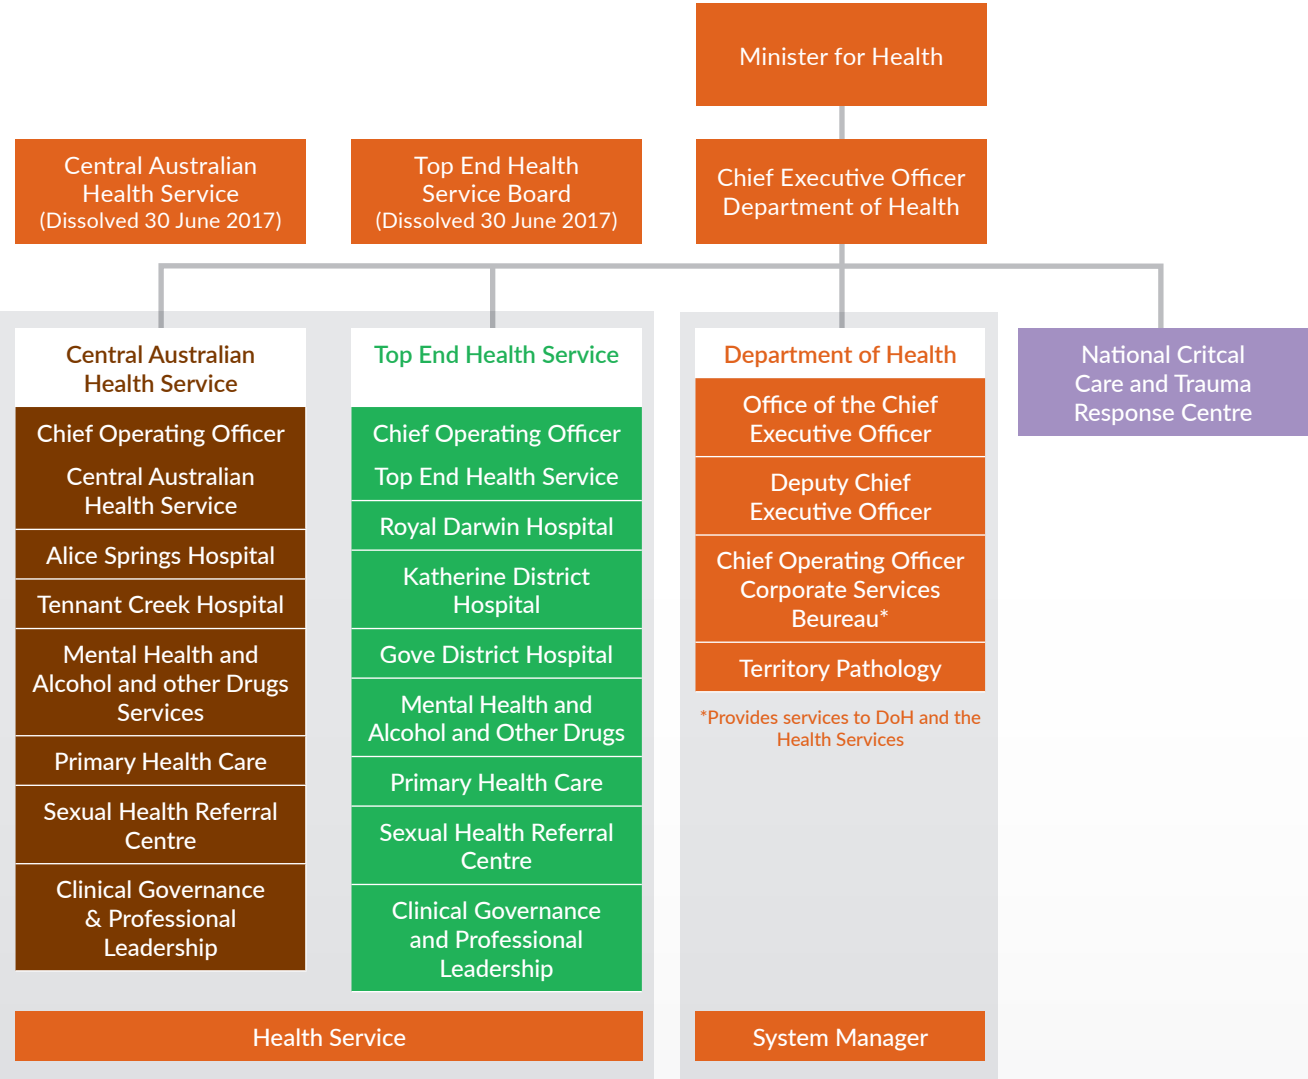 Minister for Health
Central Australian
Health Service
(Dissolved 30 June 2017)
Top End Health
Service Board
(Dissolved 30 June 2017)
Chief Executive Officer
Department of Health
Central Australian
Health Service
Chief Operating Officer
Central Australian
Health Service
Alice Springs Hospital
Tennant Creek Hospital
Mental Health and
Alcohol and other Drugs
Services
Primary Health Care
Sexual Health Referral
Centre
Clinical Governance
& Professional
Leadership
Top End Health Service
Chief Operating Officer
Top End Health Service
Royal Darwin Hospital
Katherine District
Hospital
Gove District Hospital
Mental Health and
Alcohol and Other Drugs
Primary Health Care
Sexual Health Referral
Centre
Clinical Governance
and Professional
Leadership
Health Service
Department of Health
Office of the Chief
Executive Officer
Deputy Chief
Executive Officer
Chief Operating Officer
Corporate Services
Beureau*
Territory Pathology
*Provides services to DoH and the
Health Services
System Manager
National Critcal
Care and Trauma
Response Centre